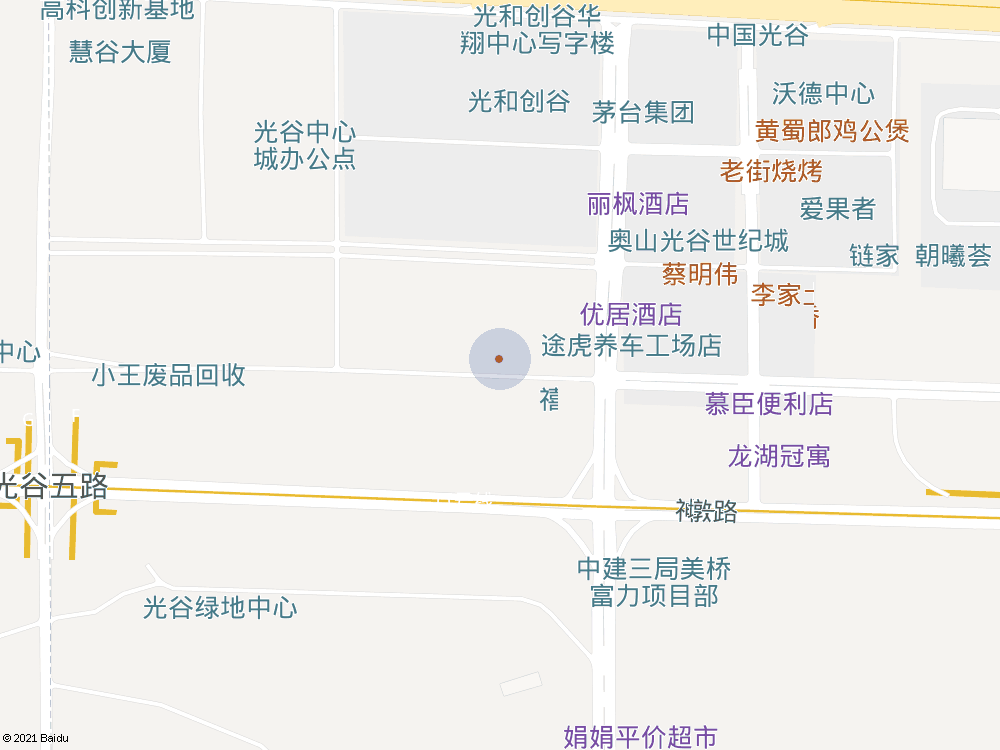 高科创新基地
光和创谷华
翔中心写字楼
中国光谷
慧谷大厦
光和创谷
茅台集团
沃德中心
光谷中心
城办公点
黄蜀郎鸡公煲
老街烧烤
丽枫酒店
爱果者
奥山光谷世纪城
链家
朝曦荟
蔡明伟
李家二
优居酒店
途虎养车工场店
中心
小王废品回收
慕臣便利店
龙湖冠寓
光谷五路
敦路
中建三局美桥
富力项目部
光谷绿地中心
娟娟平价超市
© 2021 Baidu